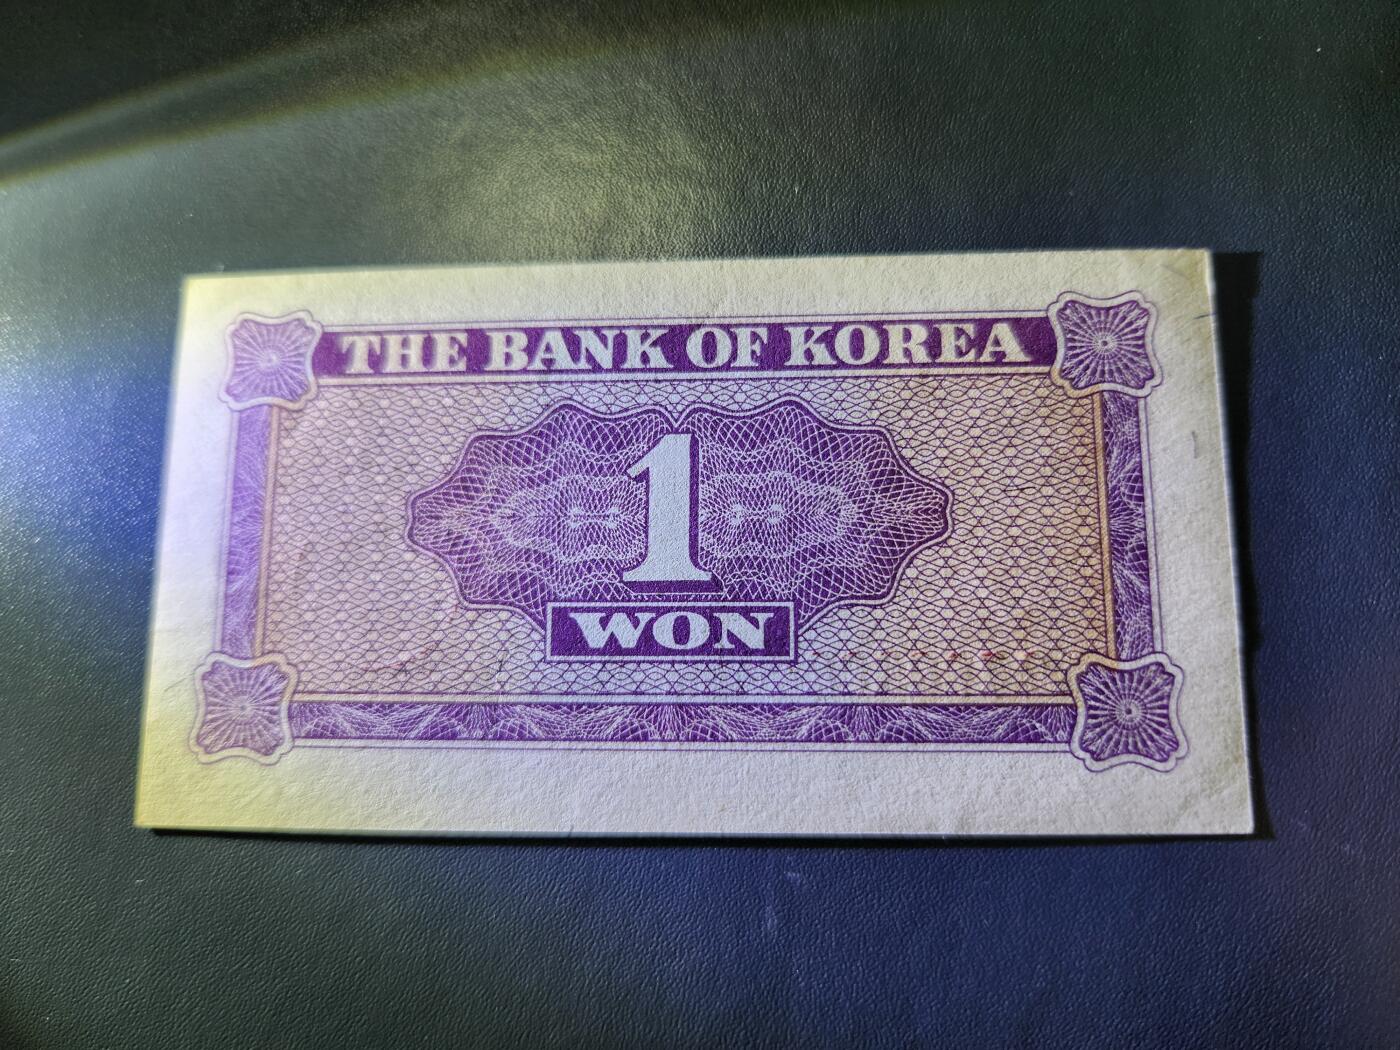 THE BANK OF KOREA
1
WON